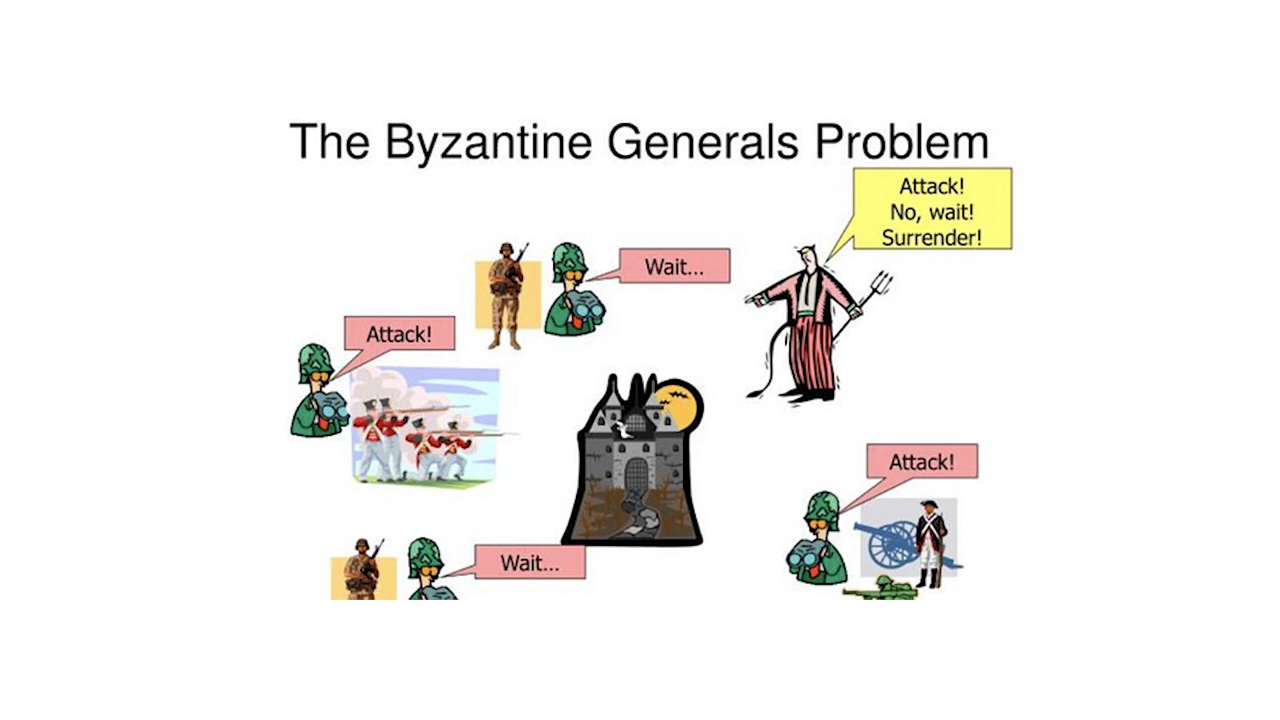 The Byzantine Generals Problem
Attack!
No, wait!
Surrender!
Wait...
Attack!
Attack!
Wait...